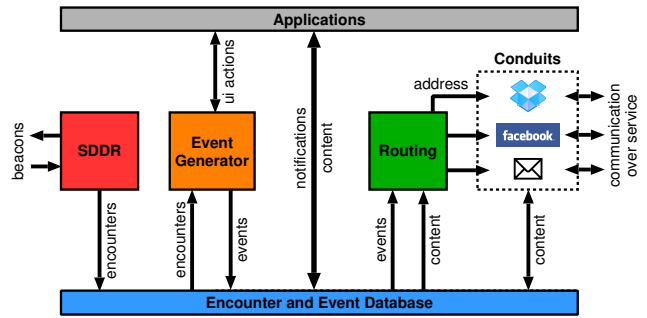 Applications
Conduits
address
ui actions
notifications
content
beacons
SDDR
Event
Generator
Routing
facebook
communication
over service
encounters
encounters
events
events
content
content
Encounter and Event Database